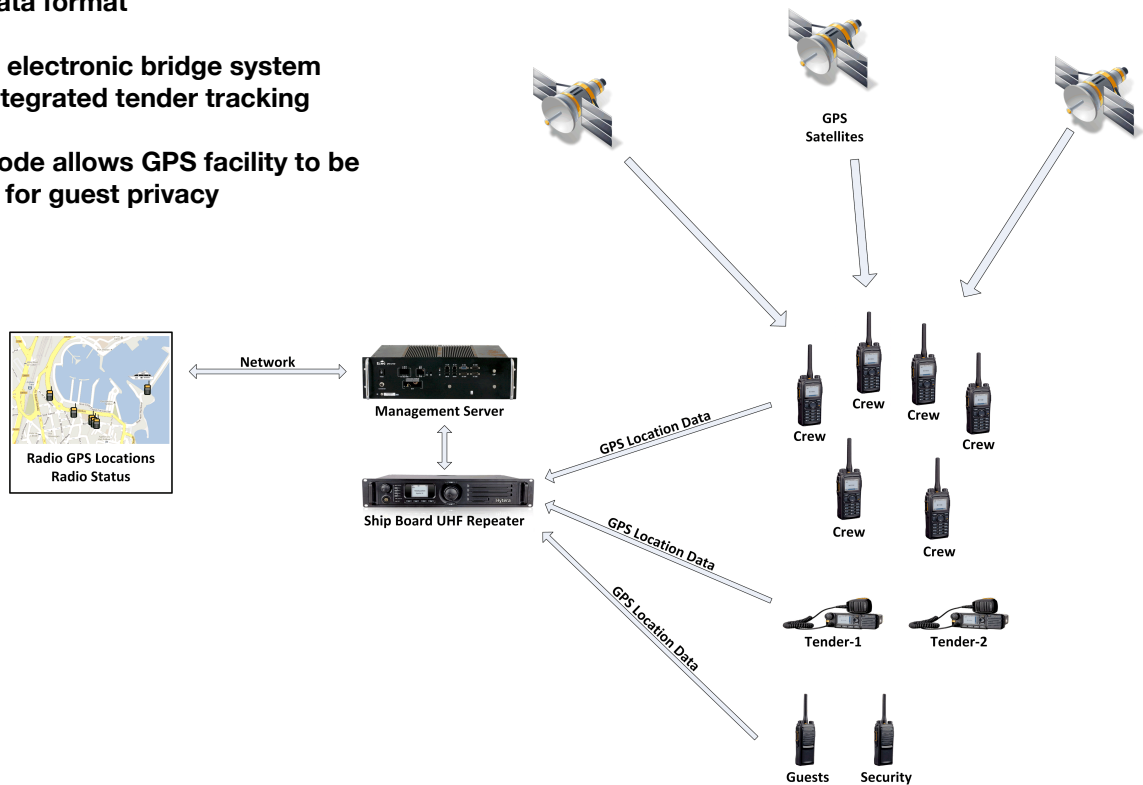 ata format
electronic bridge system
tegrated tender tracking
ode allows GPS facility to be
for guest privacy
GPS
Satellites
Network
Management Server
Radio GPS Locations
Radio Status
Ship Board UHF Repeater
Hytera
GPS Location Data
GPS Location Data
GPS Location Data
Crew
Crew
Crew
Crew
Crew
Crew
Tender-1
Tender-2
Guests
Security